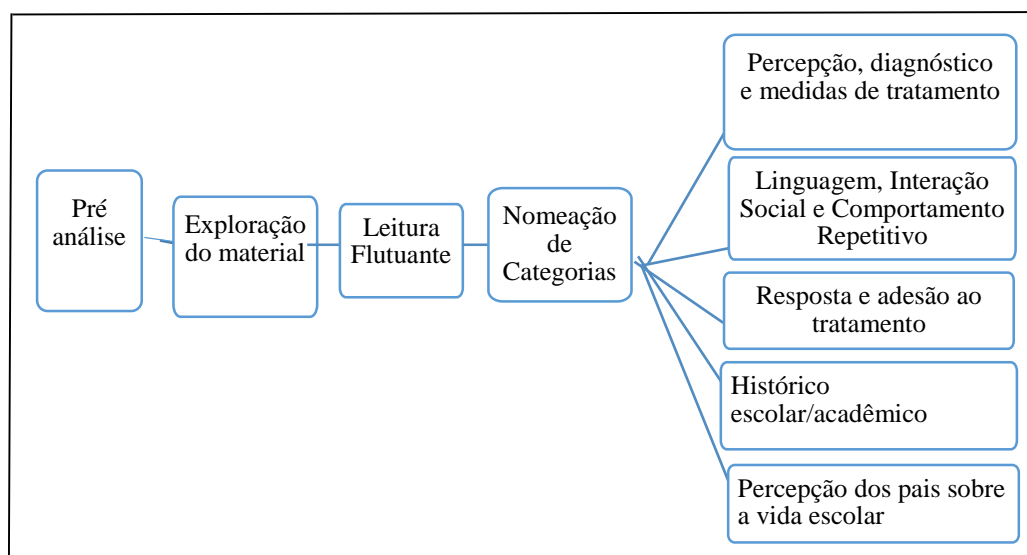 Pré
análise
Exploração
do material
Leitura
Flutuante
Nomeação
de
Categorias
Percepção, diagnóstico
e medidas de tratamento
Linguagem, Interação
Social e Comportamento
Repetitivo
Resposta e adesão ao
tratamento
Histórico
escolar/acadêmico
Percepção dos pais sobre
a vida escolar